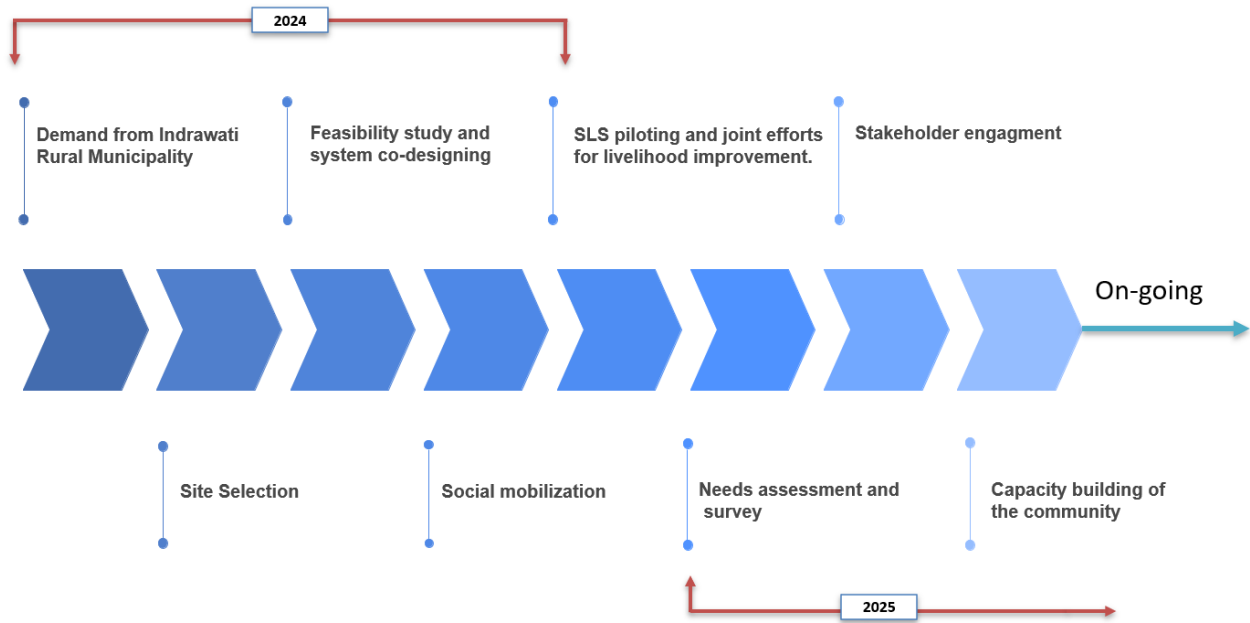 2024
Demand from Indrawati
Rural Municipality
Feasibility study and
system co-designing
SLS piloting and joint efforts
for livelihood improvement.
Stakeholder engagment
On-going
Site Selection
Social mobilization
Needs assessment and
survey
Capacity building of
the community
2025